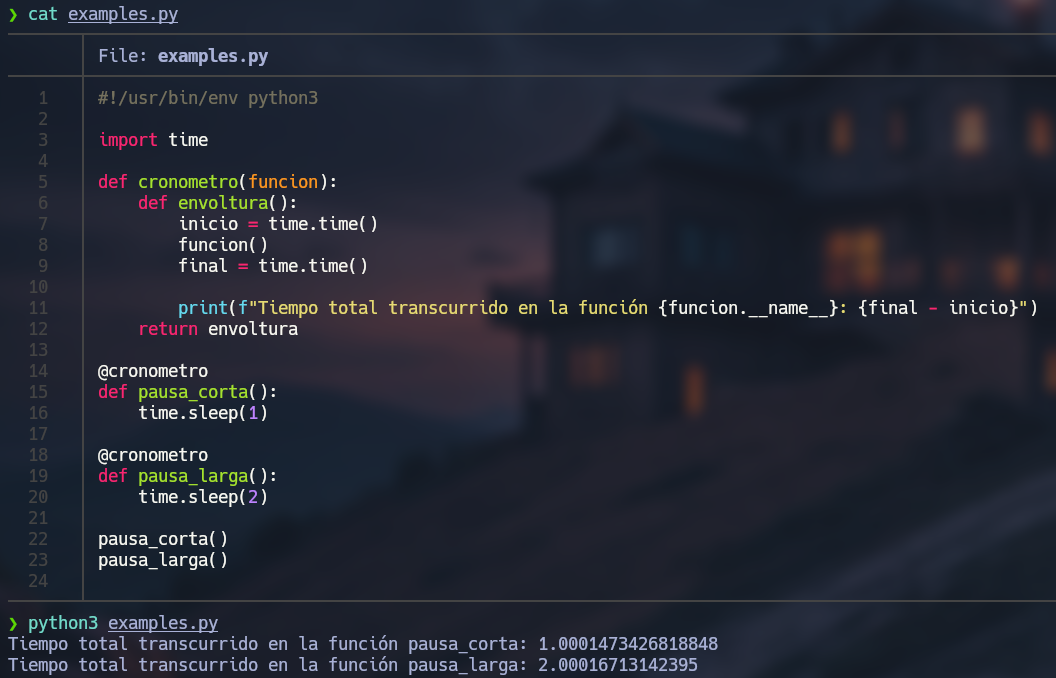 ❯ cat examples.py
File: examples.py
1 #!/usr/bin/env python3
2
3 import time
4
5 def cronometro(funcion):
6     def envoltura():
7         inicio = time.time()
8         funcion()
9         final = time.time()
10
11         print(f"Tiempo total transcurrido en la función {funcion.__name__}: {final - inicio}")
12     return envoltura
13
14 @cronometro
15 def pausa_corta():
16     time.sleep(1)
17
18 @cronometro
19 def pausa_larga():
20     time.sleep(2)
21
22 pausa_corta()
23 pausa_larga()
24
❯ python3 examples.py
Tiempo total transcurrido en la función pausa_corta: 1.0001473426818848
Tiempo total transcurrido en la función pausa_larga: 2.00016713142395